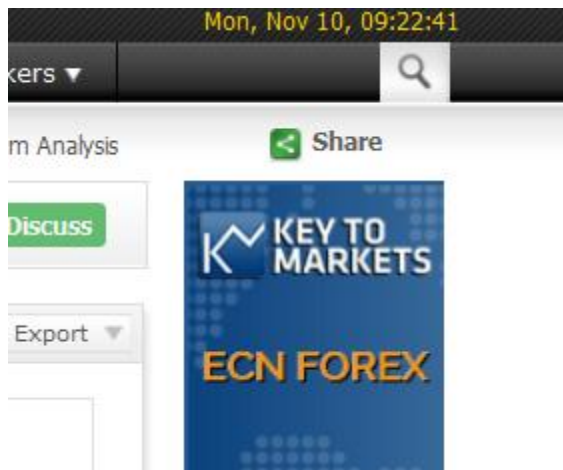 Mon, Nov 10, 09:22:41
kers ▼
m Analysis
Share
Discuss
KEY TO
MARKETS
Export ▼
ECN FOREX